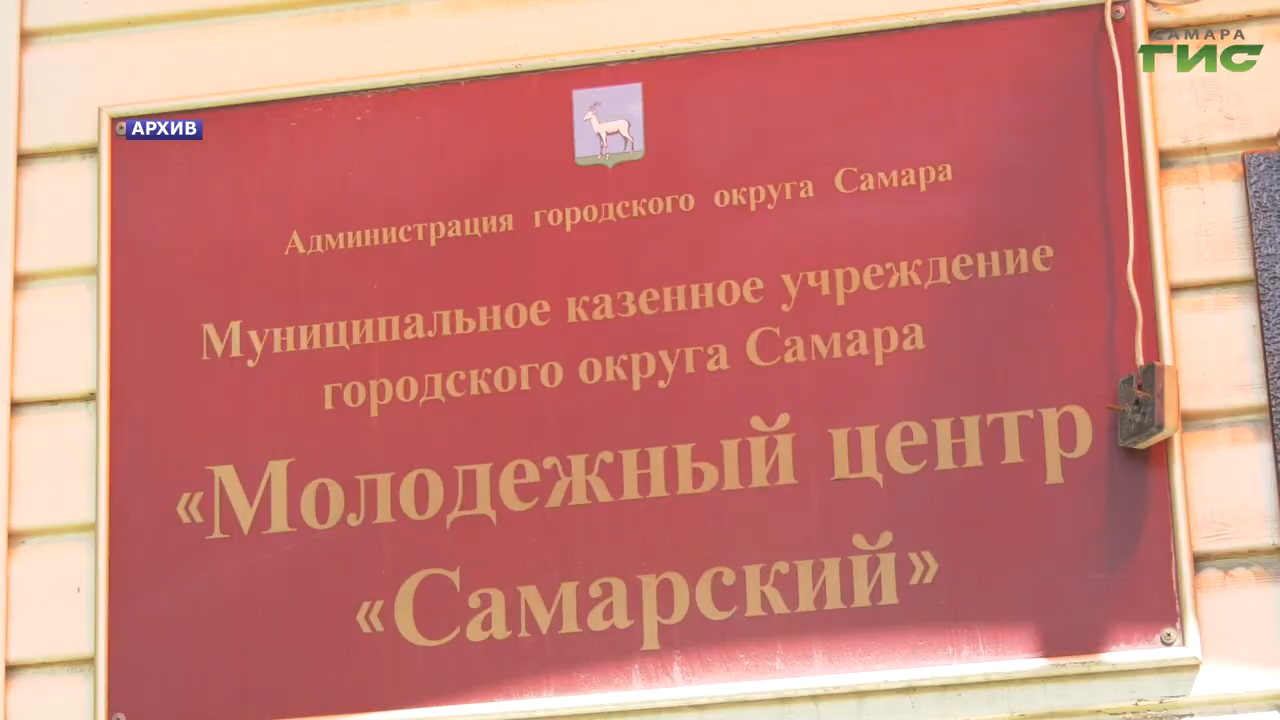 САМАРА
ГИС
АРХИВ
Администрация городского округа Самара
Муниципальное казенное учреждение
городского округа Самара
«Молодежный центр
«Самарский»